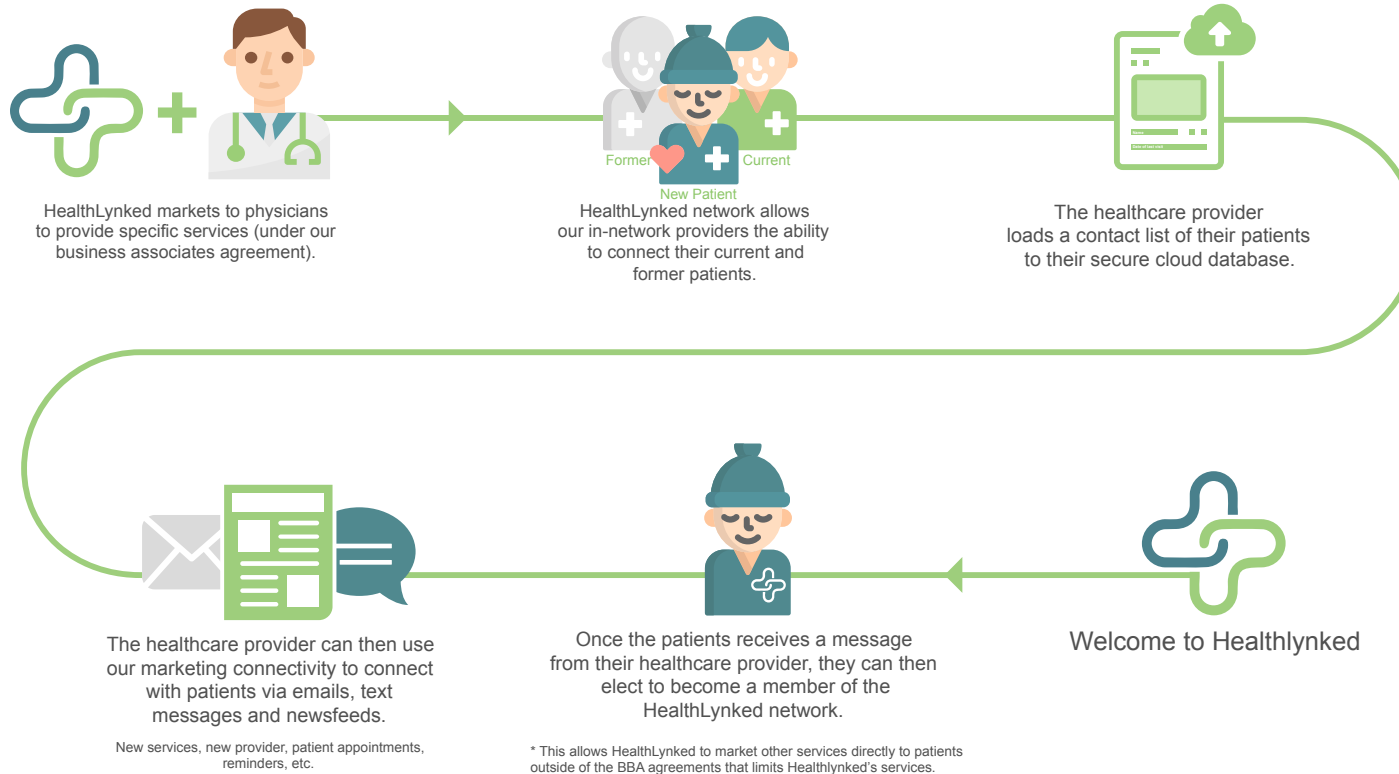 Former
Current
New Patient
HealthLynked markets to physicians
to provide specific services (under our
business associates agreement).
HealthLynked network allows
our in-network providers the ability
to connect their current and
former patients.
Name
Date of last visit
The healthcare provider
loads a contact list of their patients
to their secure cloud database.
The healthcare provider can then use
our marketing connectivity to connect
with patients via emails, text
messages and newsfeeds.
New services, new provider, patient appointments,
reminders, etc.
Once the patients receives a message
from their healthcare provider, they can then
elect to become a member of the
HealthLynked network.
* This allows HealthLynked to market other services directly to patients
outside of the BBA agreements that limits Healthlynked's services.
Welcome to Healthlynked